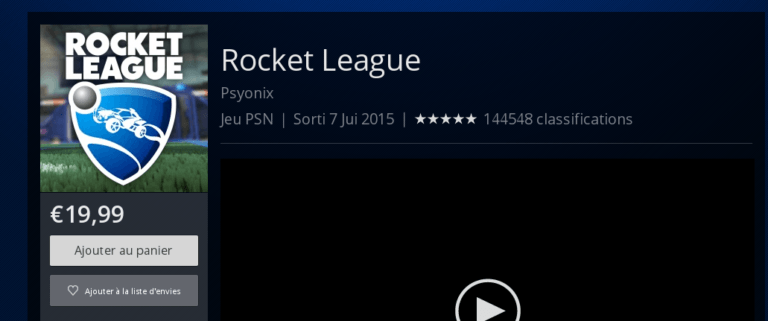 ROCKET
LEAGUE
Rocket League
Psyonix
Jeu PSN | Sorti 7 Jui 2015 | ★★★★★ 144548 classifications
€19,99
Ajouter au panier
♡ Ajouter à la liste d'envies